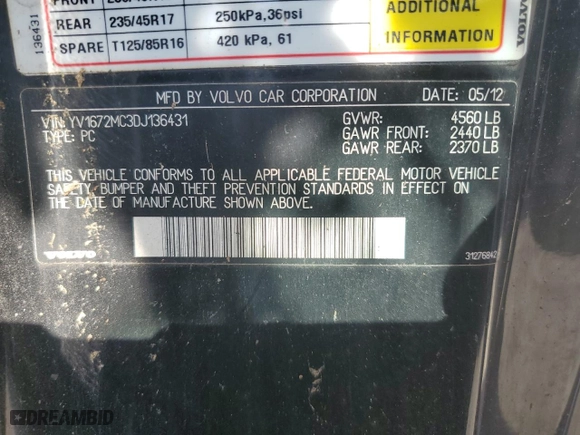 136431
REAR 235/45R17 250kPa,36psi
SPARE T125/85R16 420 kPa, 61
ADDITIONAL
INFORMATION
VOLVO
MFD BY VOLVO CAR CORPORATION DATE: 05/12
VIN: YV1672MC3DJ136431 GVWR: 4560 LB
TYPE: PC GAWR FRONT: 2440 LB
GAWR REAR: 2370 LB
THIS VEHICLE CONFORMS TO ALL APPLICABLE FEDERAL MOTOR VEHICLE
SAFETY, BUMPER AND THEFT PREVENTION STANDARDS IN EFFECT ON
THE DATE OF MANUFACTURE SHOWN ABOVE.
VOLVO 31276842
DREAMBID